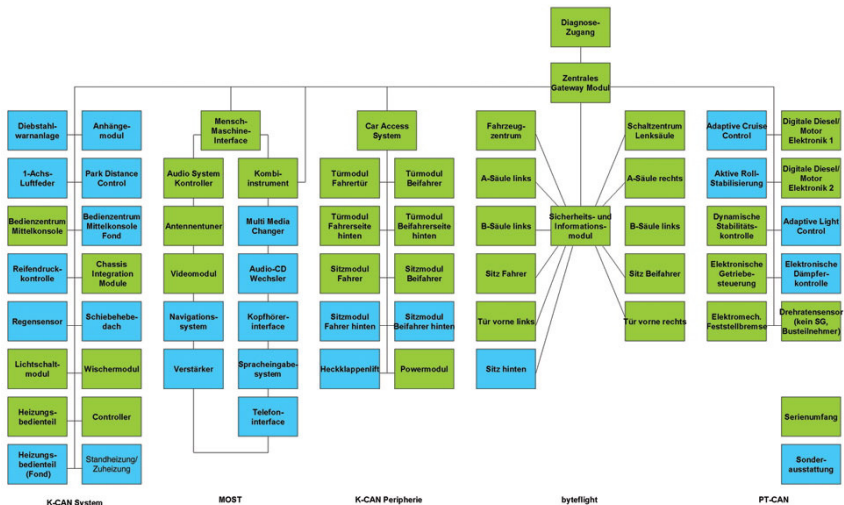 Diagnose-
Zugang
Zentrales
Gateway Modul
Diebstahl-
warnanlage
Anhänge-
modul
1-Achs-
Luftfeder
Park Distance
Control
Bedienzentrum
Mittelkonsole
Bedienzentrum
Mittelkonsole
Fond
Reifendruck-
kontrolle
Chassis
Integration
Module
Regensensor
Schiebehebe-
dach
Lichtschalt-
modul
Wischermodul
Heizungs-
bedienteil
Controller
Heizungs-
bedienteil
(Fond)
Standheizung/
Zuheizung
K-CAN System
Mensch-
Maschine-
Interface
Audio System
Kontroller
Kombi-
instrument
Antennentuner
Multi Media
Changer
Videomodul
Audio-CD
Wechsler
Navigations-
system
Kopfhörer-
interface
Verstärker
Spracheingabe-
system
Telefon-
interface
MOST
Car Access
System
Türmodul
Fahrertür
Türmodul
Beifahrer
Türmodul
Fahrerseite
hinten
Türmodul
Beifahrerseite
hinten
Sitzmodul
Fahrer
Sitzmodul
Beifahrer
Sitzmodul
Fahrer hinten
Sitzmodul
Beifahrer hinten
Heckklappenlift
Powermodul
K-CAN Peripherie
Fahrzeug-
zentrum
Schaltzentrum
Lenksäule
A-Säule links
A-Säule rechts
B-Säule links
Sicherheits- und
Informations-
modul
B-Säule links
Sitz Fahrer
Sitz Beifahrer
Tür vorne links
Tür vorne rechts
Sitz hinten
byteflight
Adaptive Cruise
Control
Digitale Diesel/
Motor
Elektronik 1
Aktive Roll-
Stabilisierung
Digitale Diesel/
Motor
Elektronik 2
Dynamische
Stabilitäts-
kontrolle
Adaptive Light
Control
Elektronische
Getriebe-
steuerung
Elektronische
Dämpfer-
kontrolle
Elektromech.
Feststellbremse
Drehratensensor
(kein SG,
Busteilnehmer)
Serienumfang
Sonder-
ausstattung
PT-CAN